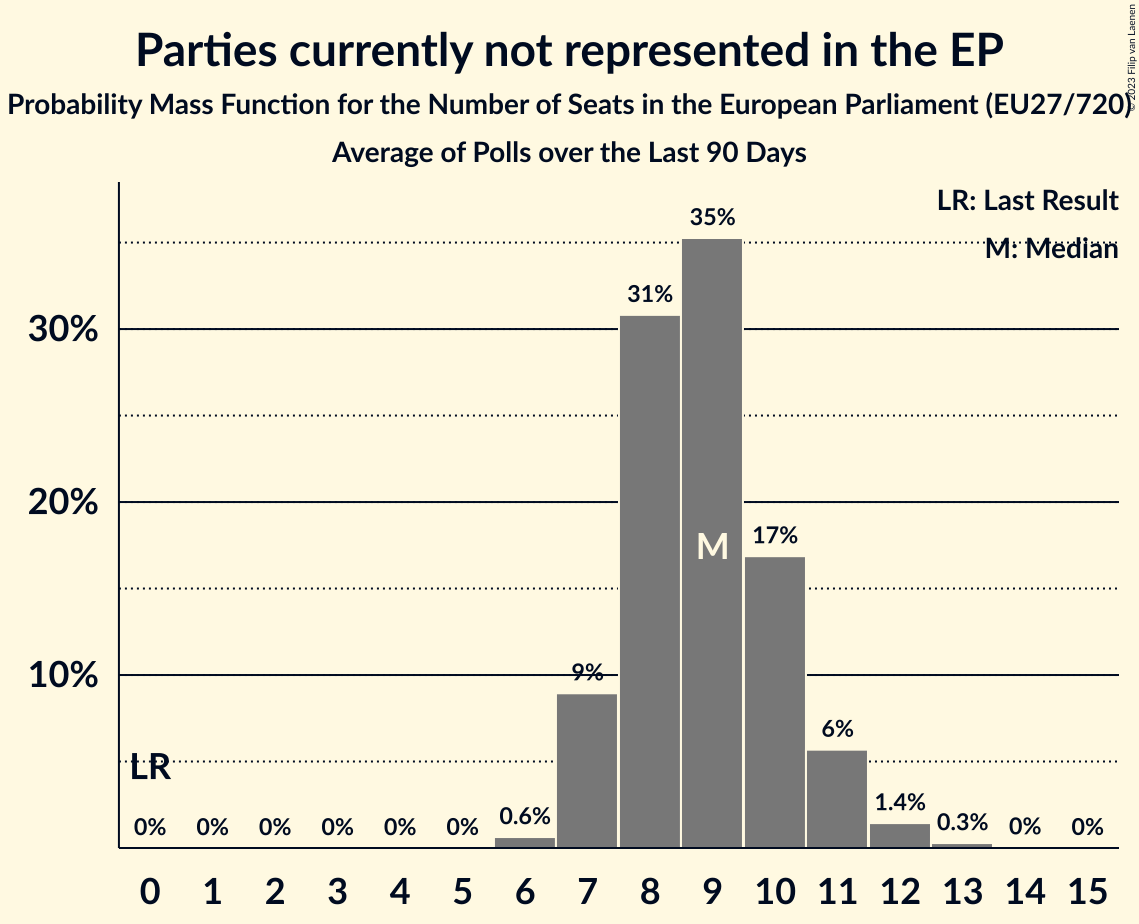 Parties currently not represented in the EP
Probability Mass Function for the Number of Seats in the European Parliament (EU27/720)
Average of Polls over the Last 90 Days
© 2023 Filip van Laenen
LR: Last Result
M: Median
35%
31%
30%
20%
M
17%
10%
9%
6%
LR
1.4%
0.6%
0.3%
0% 0% 0% 0% 0% 0% 0% 0%
0 1 2 3 4 5 6 7 8 9 10 11 12 13 14 15